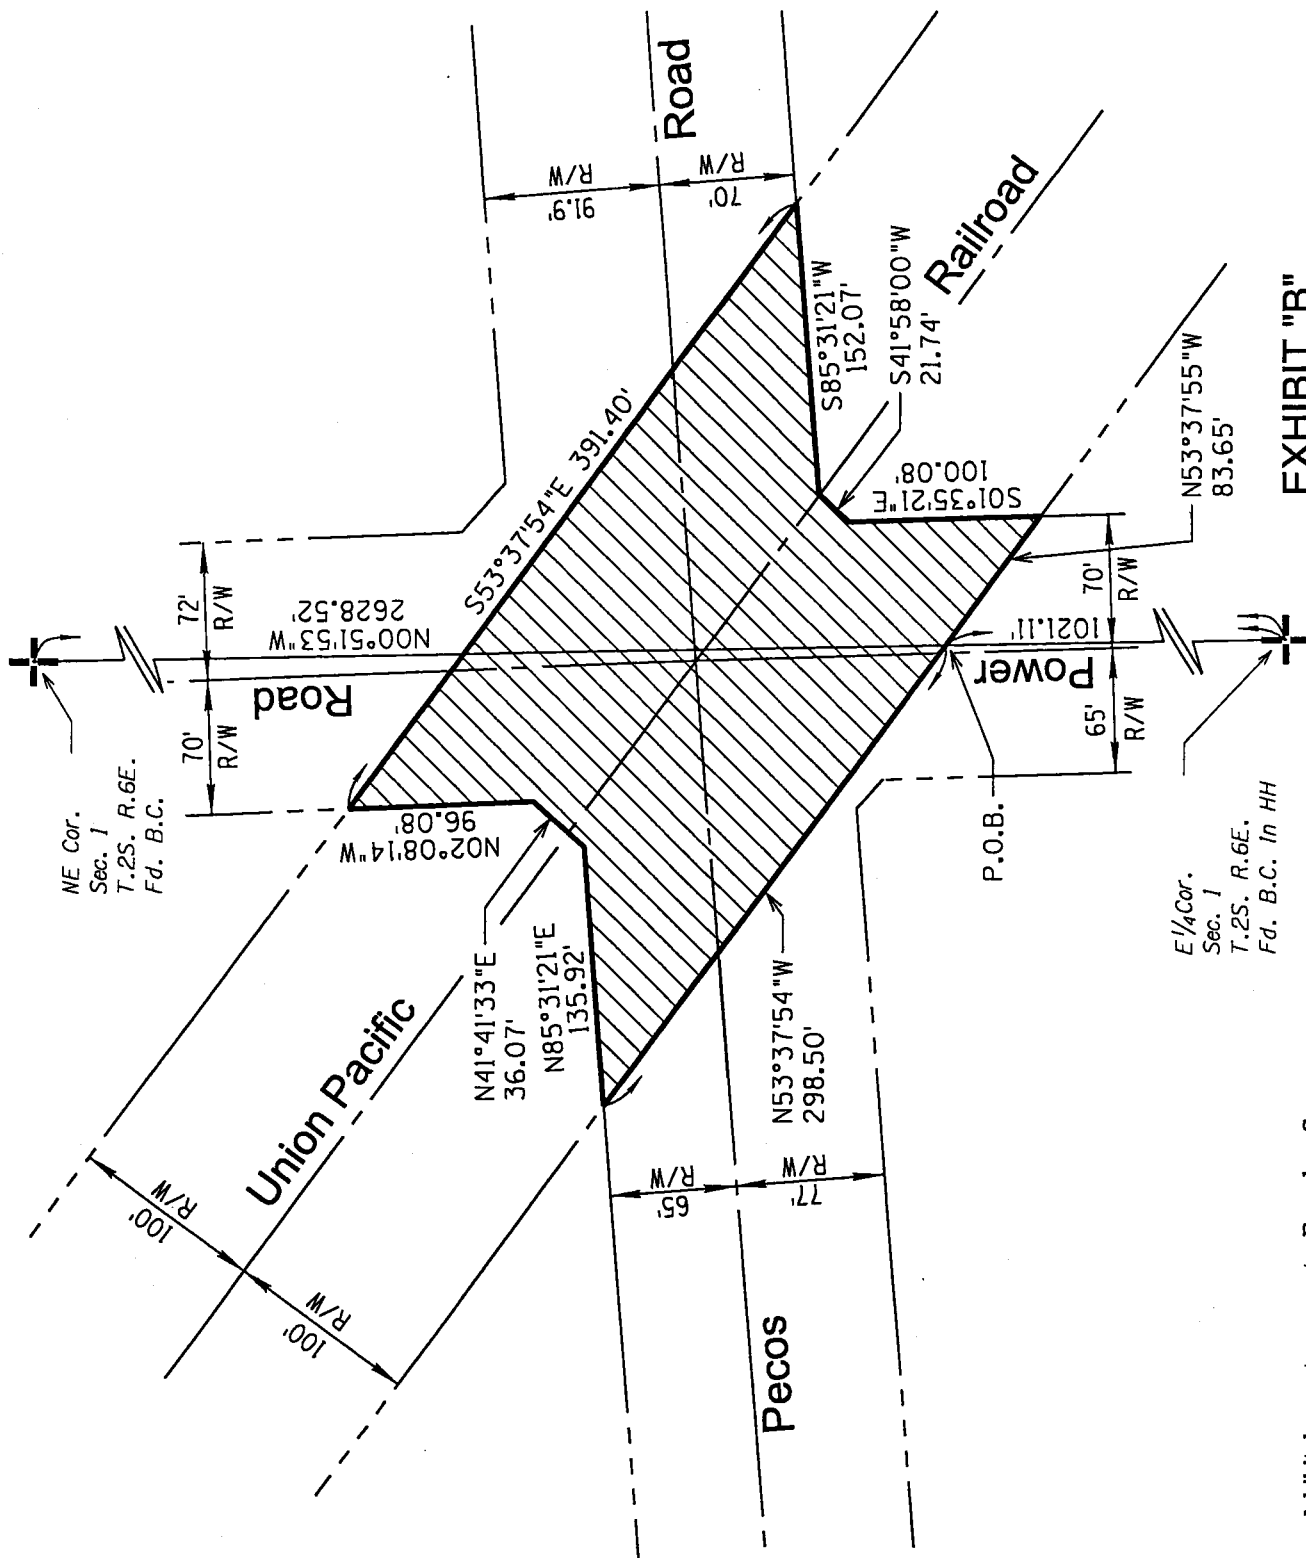 NE Cor.
Sec. 1
T.2S. R.6E.
Fd. B.C.
70'
R/W
72'
R/W
N00°51'53"W
2628.52'
Road
91.9'
R/W
70'
R/W
Road
S53°37'54"E 391.40'
N02°08'14"W
96.08'
N41°41'33"E
36.07'
N85°31'21"E
135.92'
S85°31'21"W
152.07'
S41°58'00"W
21.74'
Railroad
S01°35'21"E
100.08'
N53°37'55"W
83.65'
100'
R/W
100'
R/W
Union Pacific
65'
R/W
77'
R/W
Pecos
N53°37'54"W
298.50'
P.O.B.
Power
1021.11'
65'
R/W
70'
R/W
E1/4Cor.
Sec. 1
T.2S. R.6E.
Fd. B.C. In HH
EXHIBIT "B"